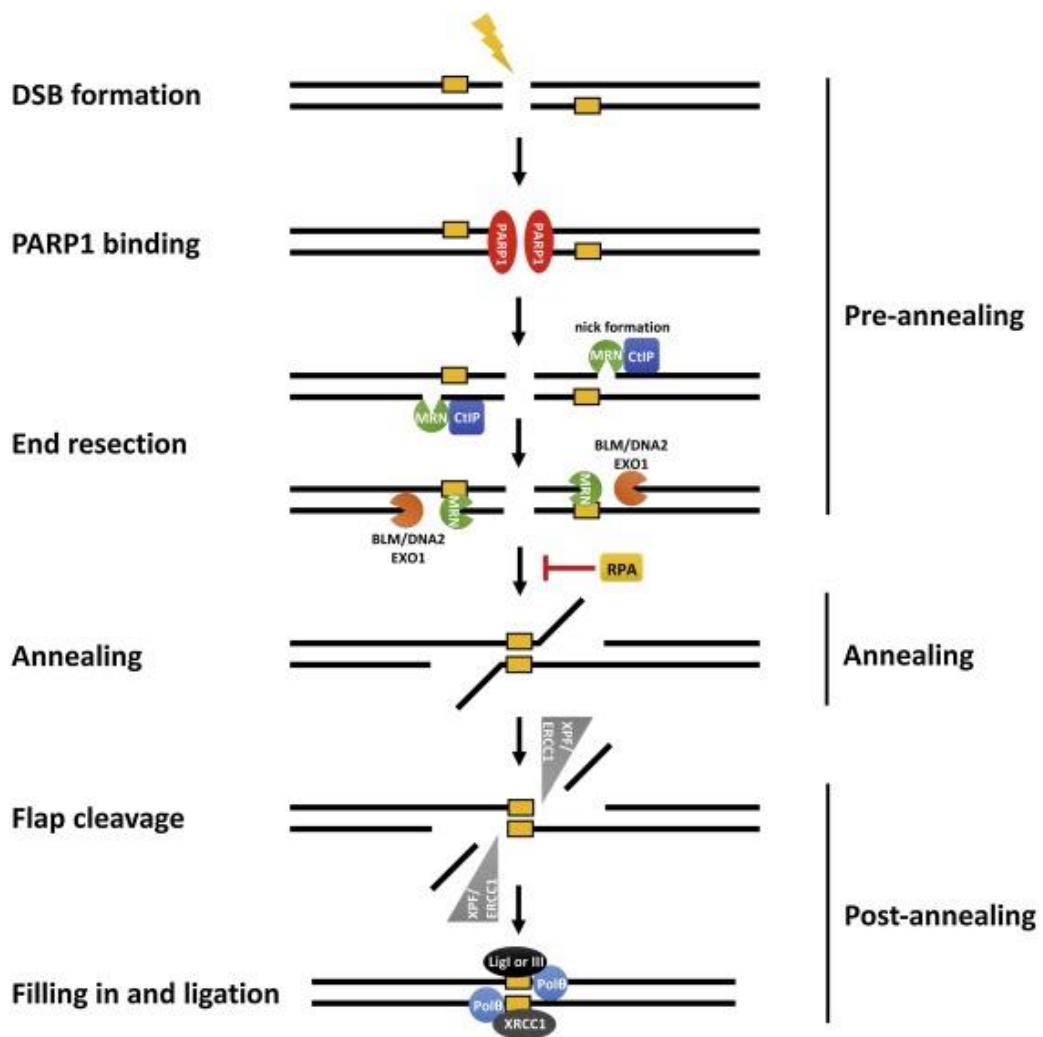 DSB formation
PARP1 binding
PARP1
PARP1
Pre-annealing
nick formation
MRN
CtIP
MRN
CtIP
End resection
BLM/DNA2
EXO1
MRN
MRN
BLM/DNA2
EXO1
RPA
Annealing
Annealing
XPF/
ERCC1
Flap cleavage
XPF/
ERCC1
Post-annealing
LigI or III
Polθ
Filling in and ligation
Polθ
XRCC1